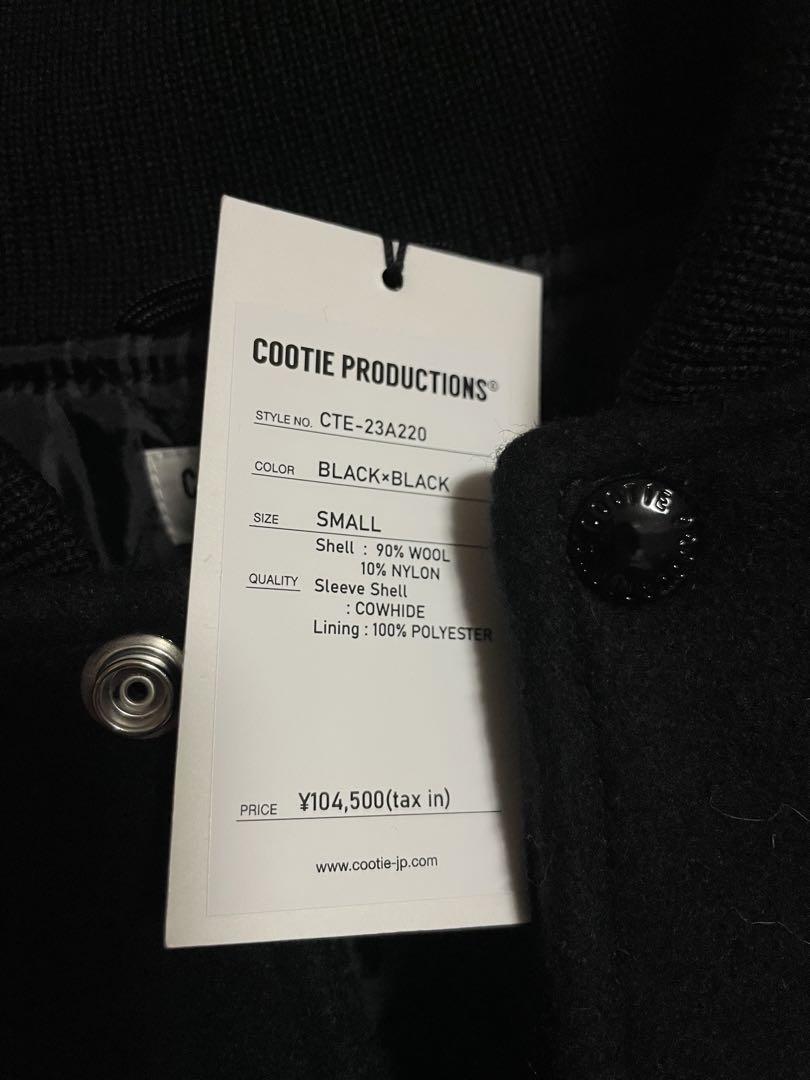 COOTIE PRODUCTIONS®
STYLE NO. CTE-23A220
COLOR BLACK×BLACK
SIZE SMALL
Shell : 90% WOOL
10% NYLON
QUALITY Sleeve Shell
: COWHIDE
Lining : 100% POLYESTER
PRICE ¥104,500(tax in)
www.cootie-jp.com
COOTIE